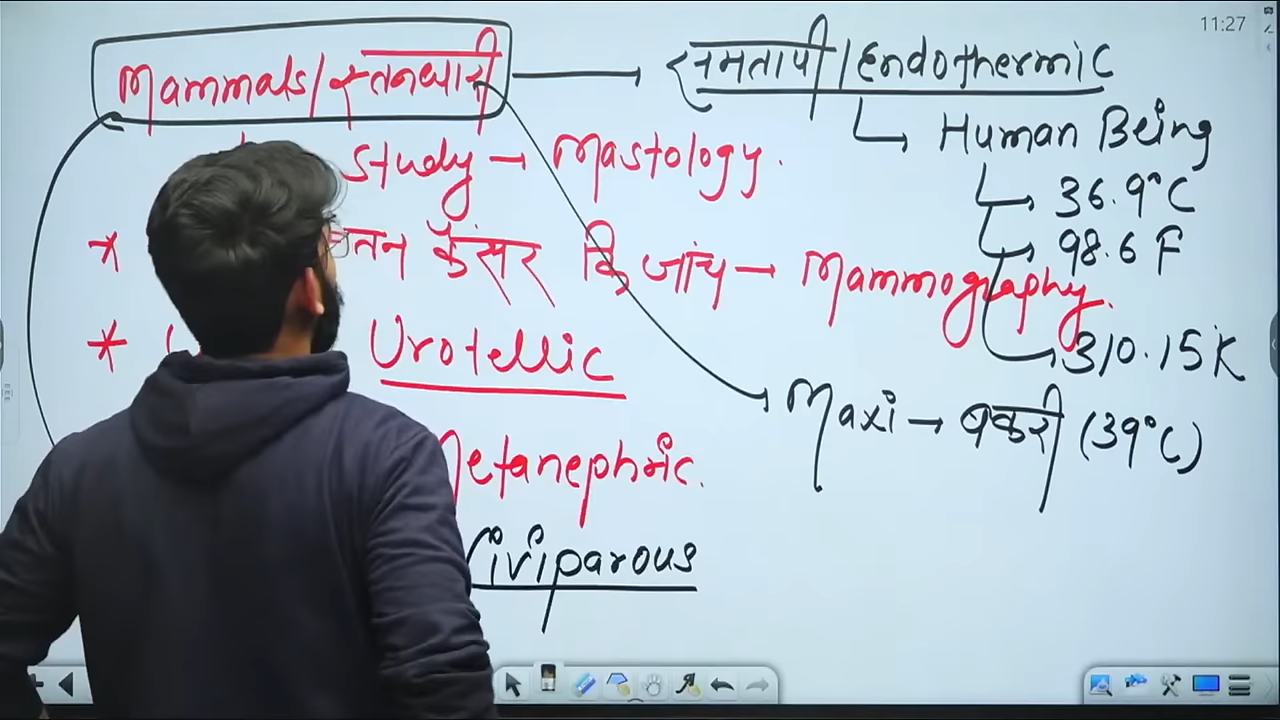 11:27
Mammals/स्तनधारी → समतापी/Endothermic
Human Being
Study → Mastology.
36.9°C
* स्तन कैंसर कि जांच → Mammography.
98.6 F
* Urotellic
310.15K
Maxi → बकरी (39°C)
Metanephric.
Viviparous